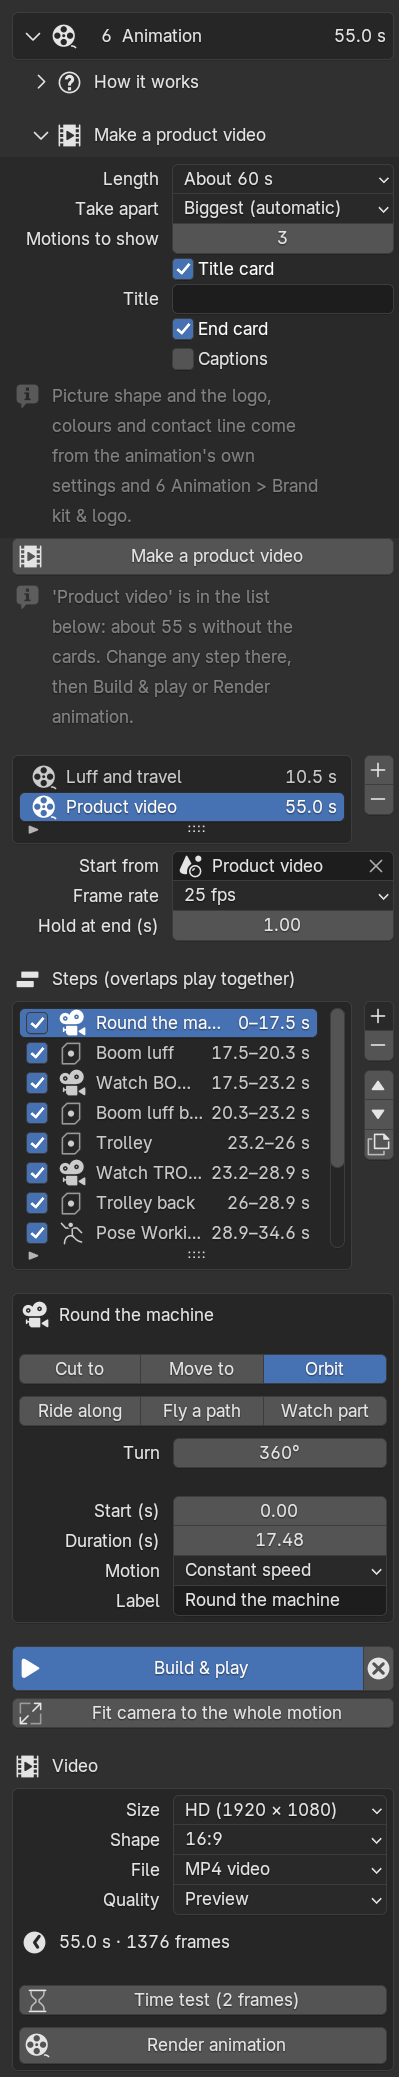 6 Animation 55.0 s
How it works
Make a product video
Length About 60 s
Take apart Biggest (automatic)
Motions to show 3
Title card
Title
End card
Captions
Picture shape and the logo,
colours and contact line come
from the animation's own
settings and 6 Animation > Brand
kit & logo.
Make a product video
'Product video' is in the list
below: about 55 s without the
cards. Change any step there,
then Build & play or Render
animation.
Luff and travel 10.5 s
Product video 55.0 s
Start from Product video
Frame rate 25 fps
Hold at end (s) 1.00
Steps (overlaps play together)
Round the ma... 0–17.5 s
Boom luff 17.5–20.3 s
Watch BO... 17.5–23.2 s
Boom luff b... 20.3–23.2 s
Trolley 23.2–26 s
Watch TRO... 23.2–28.9 s
Trolley back 26–28.9 s
Pose Worki... 28.9–34.6 s
Round the machine
Cut to Move to Orbit
Ride along Fly a path Watch part
Turn 360°
Start (s) 0.00
Duration (s) 17.48
Motion Constant speed
Label Round the machine
Build & play
Fit camera to the whole motion
Video
Size HD (1920 × 1080)
Shape 16:9
File MP4 video
Quality Preview
55.0 s · 1376 frames
Time test (2 frames)
Render animation